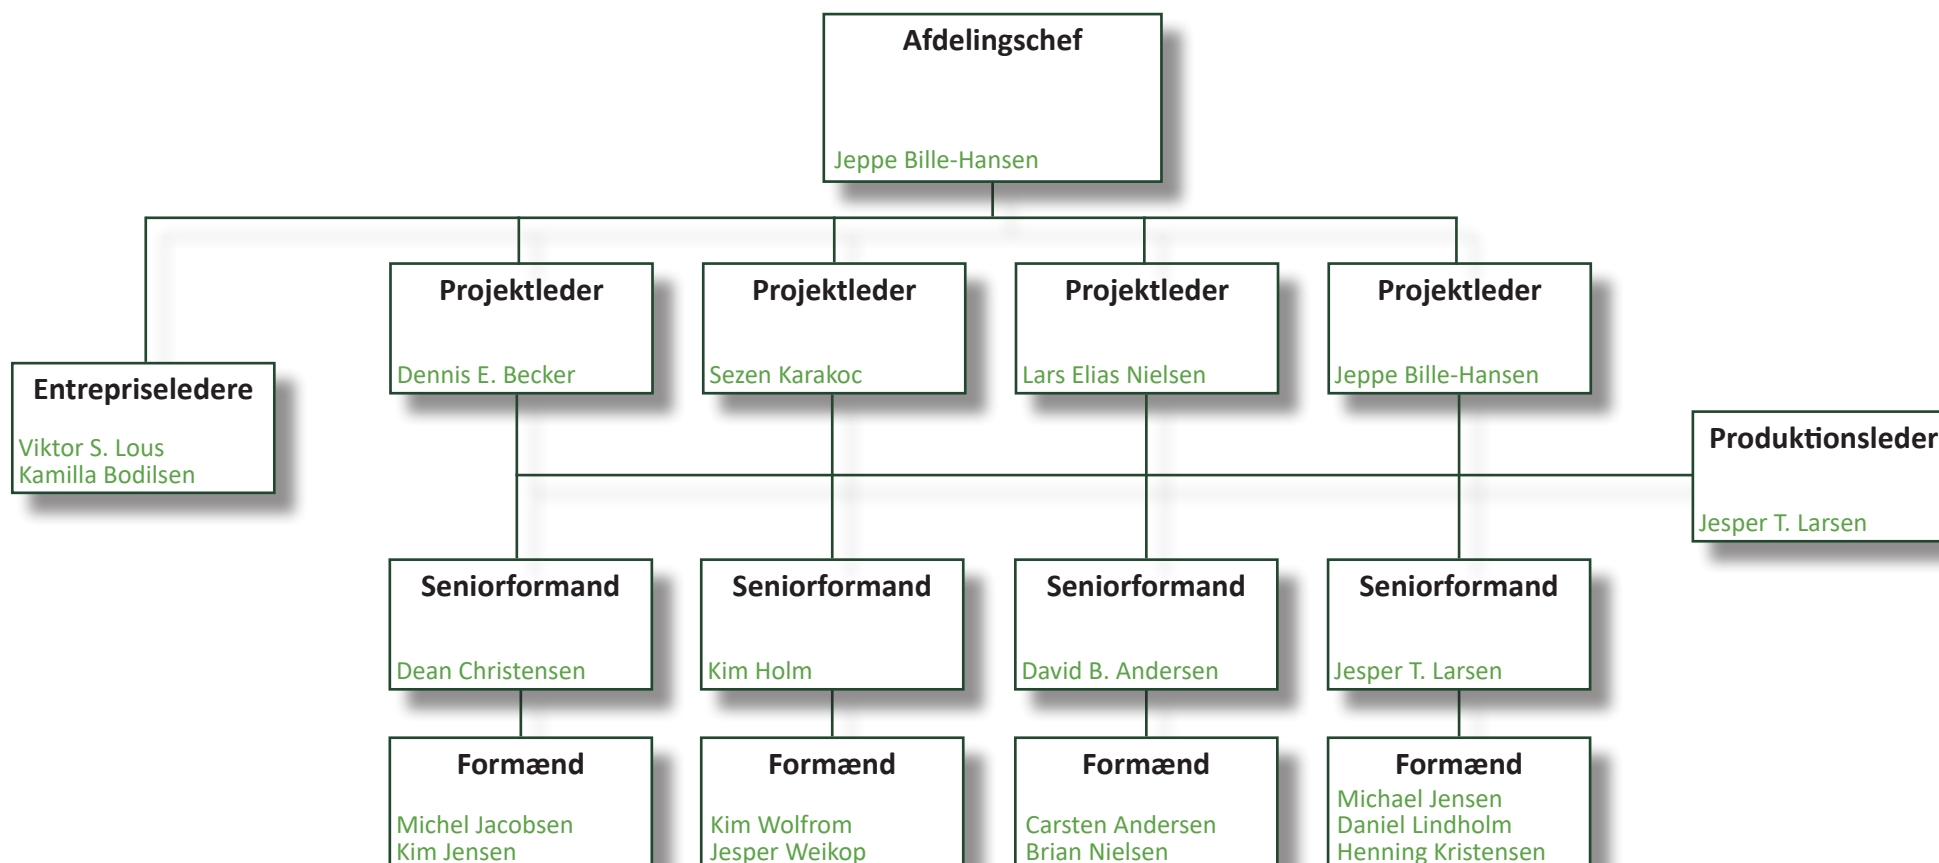 Afdelingschef
Jeppe Bille-Hansen
Projektleder
Dennis E. Becker
Projektleder
Sezen Karakoc
Projektleder
Lars Elias Nielsen
Projektleder
Jeppe Bille-Hansen
Entrepriseledere
Viktor S. Lous
Kamilla Bodilsen
Produktionsleder
Jesper T. Larsen
Seniorformand
Dean Christensen
Seniorformand
Kim Holm
Seniorformand
David B. Andersen
Seniorformand
Jesper T. Larsen
Formænd
Michel Jacobsen
Kim Jensen
Formænd
Kim Wolfrom
Jesper Weikop
Formænd
Carsten Andersen
Brian Nielsen
Formænd
Michael Jensen
Daniel Lindholm
Henning Kristensen